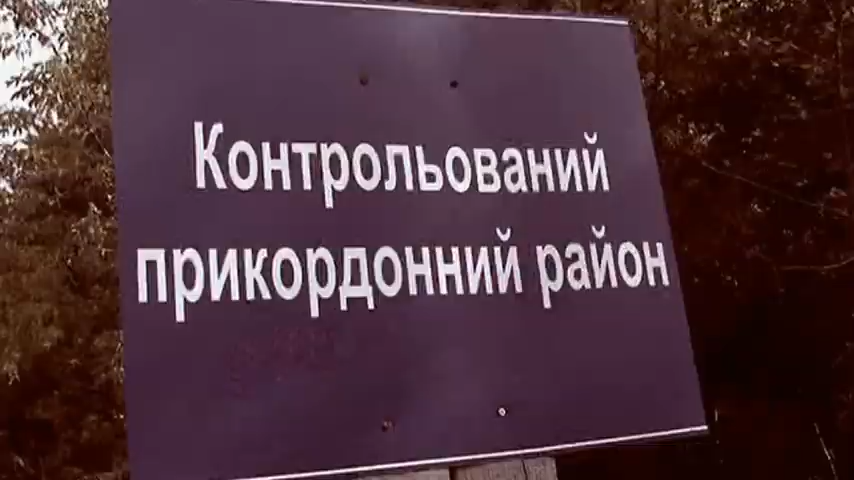 Контрольований
прикордонний район